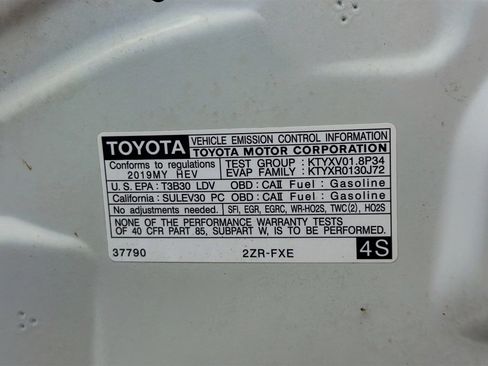 TOYOTA VEHICLE EMISSION CONTROL INFORMATION
TOYOTA MOTOR CORPORATION
Conforms to regulations TEST GROUP : KTYXV01.8P34
2019MY HEV EVAP FAMILY : KTYXR0130J72
U.S. EPA : T3B30 LDV OBD : CAⅡ Fuel : Gasoline
California : SULEV30 PC OBD : CAⅡ Fuel : Gasoline
No adjustments needed. SFI, EGR, EGRC, WR-HO2S, TWC(2), HO2S
NONE OF THE PERFORMANCE WARRANTY TESTS
OF 40 CFR PART 85, SUBPART W, IS TO BE PERFORMED.
37790 2ZR-FXE 4S